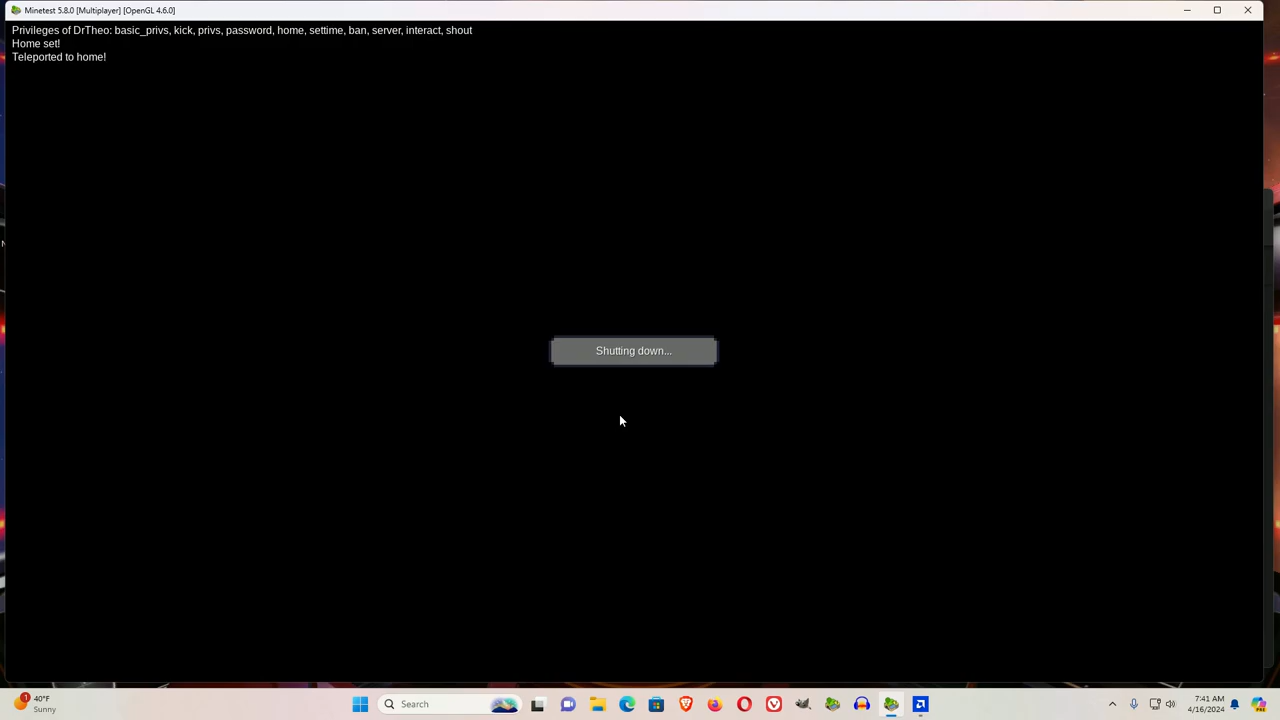 Minetest 5.8.0 [Multiplayer] [OpenGL 4.6.0]
Privileges of DrTheo: basic_privs, kick, privs, password, home, settime, ban, server, interact, shout
Home set!
Teleported to home!
Shutting down...
1
40°F
Sunny
Search
7:41 AM
4/16/2024